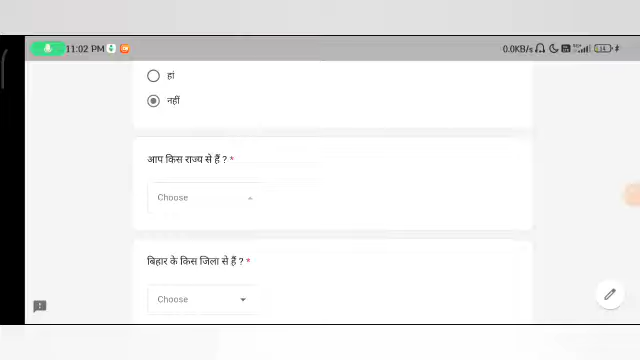 11:02 PM
0.0KB/s
हां
नहीं
आप किस राज्य से हैं ? *
Choose
बिहार के किस जिला से हैं ? *
Choose